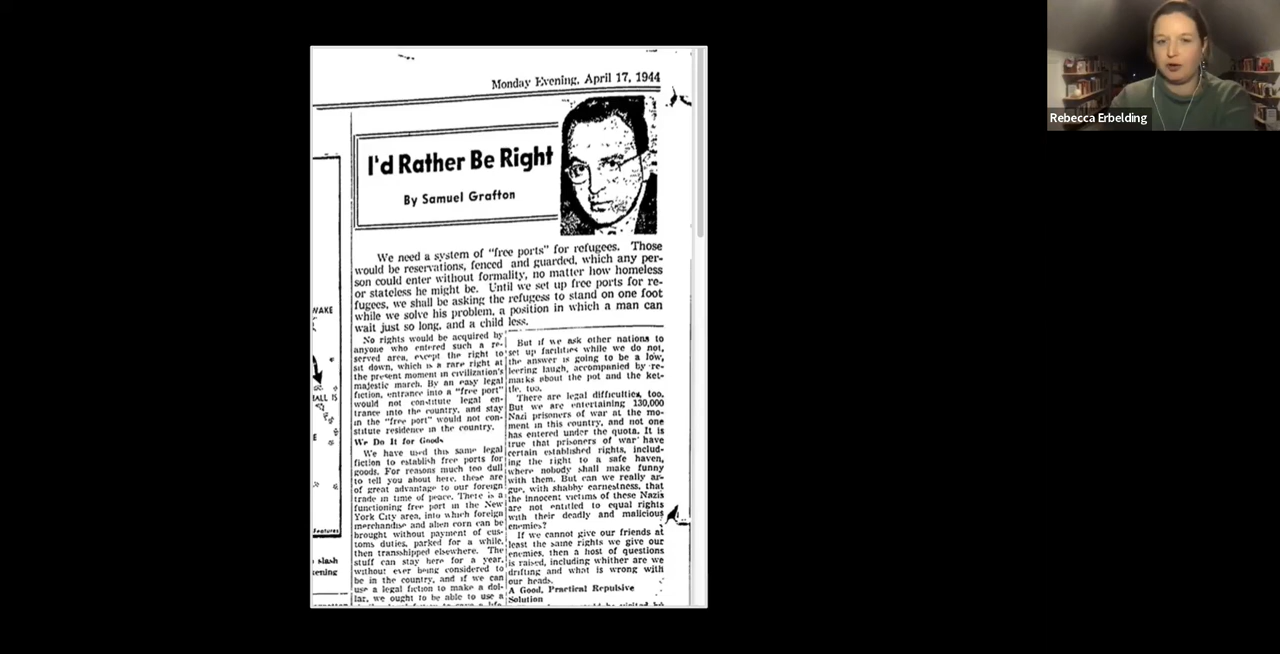 Monday Evening, April 17, 1944
I'd Rather Be Right
By Samuel Grafton
We need a system of "free ports" for refugees. Those
would be reservations, fenced and guarded, which any per-
son could enter without formality, no matter how homeless
or stateless he might be. Until we set up free ports for re-
fugees, we shall be asking the refugess to stand on one foot
while we solve his problem, a position in which a man can
wait just so long, and a child less.
No rights would be acquired by
anyone who entered such a re-
served area, except the right to
sit down, which is a rare right at
the present moment in civilization's
majestic march. By an easy legal
fiction, entrance into a "free port"
would not constitute legal en-
trance into the country, and stay
in the "free port" would not con-
stitute residence in the country.
We Do It for Goods
We have used this same legal
fiction to establish free ports for
goods. For reasons much too dull
to tell you about here, these are
of great advantage to our foreign
trade in time of peace. There is a
functioning free port in the New
York City area, into which foreign
merchandise and alien corn can be
brought without payment of cus-
toms duties, parked for a while,
then transshipped elsewhere. The
stuff can stay here for a year,
without ever being considered to
be in the country, and if we can
use a legal fiction to make a dol-
lar, we ought to be able to use a
But if we ask other nations to
set up facilities while we do not,
the answer is going to be a low,
leering laugh, accompanied by re-
marks about the pot and the ket-
tle, too.
There are legal difficulties, too.
But we are entertaining 130,000
Nazi prisoners of war at the mo-
ment in this country, and not one
has entered under the quota. It is
true that prisoners of war have
certain established rights, includ-
ing the right to a safe haven,
where nobody shall make funny
with them. But can we really ar-
gue, with shabby earnestness, that
the innocent victims of these Nazis
are not entitled to equal rights
with their deadly and malicious
enemies?
If we cannot give our friends at
least the same rights we give our
enemies, then a host of questions
is raised, including whither are we
drifting and what is wrong with
our heads.
A Good, Practical Repulsive
Solution
WAKE
ALL IS
Features
slash
ening
Rebecca Erbelding